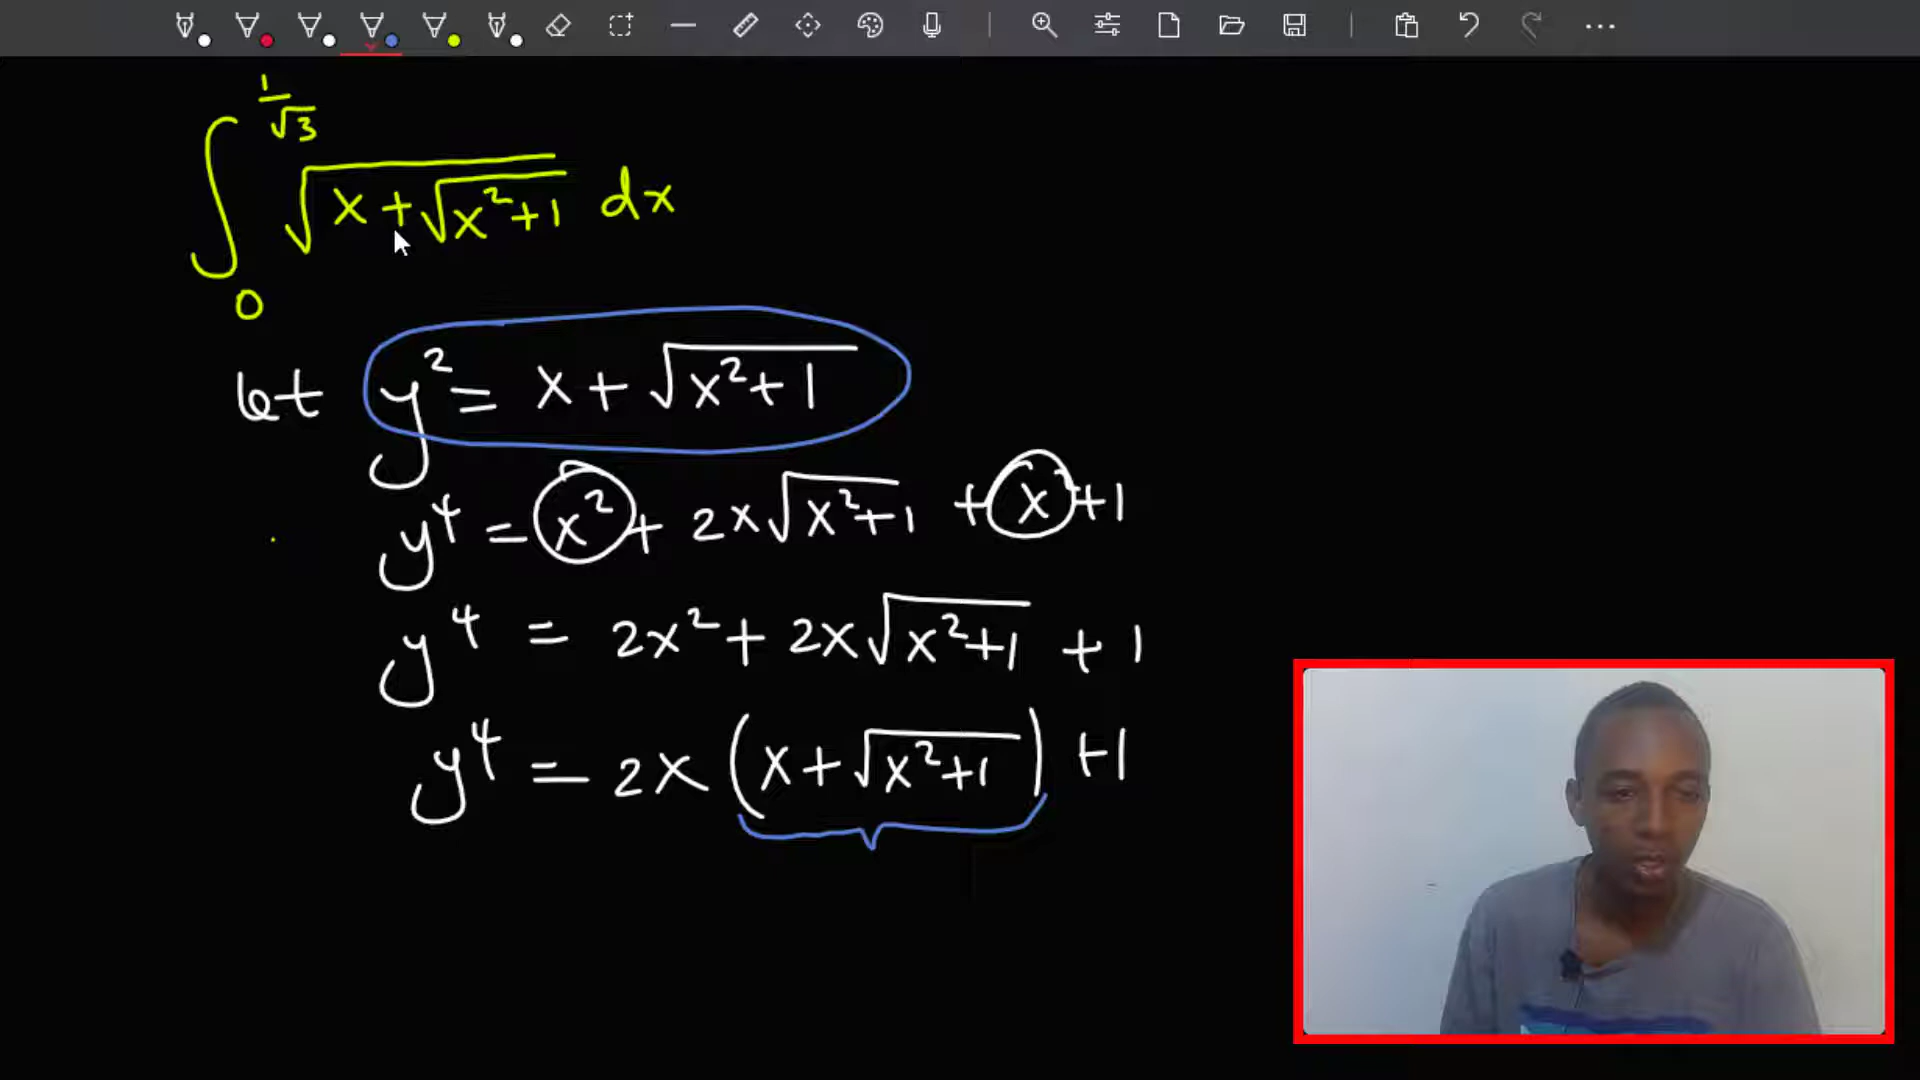 ∫₀^{1/√3} √(x+√(x²+1)) dx
let y² = x + √(x²+1)
y⁴ = x² + 2x√(x²+1) + x² + 1
y⁴ = 2x² + 2x√(x²+1) + 1
y⁴ = 2x (x+√(x²+1)) +1